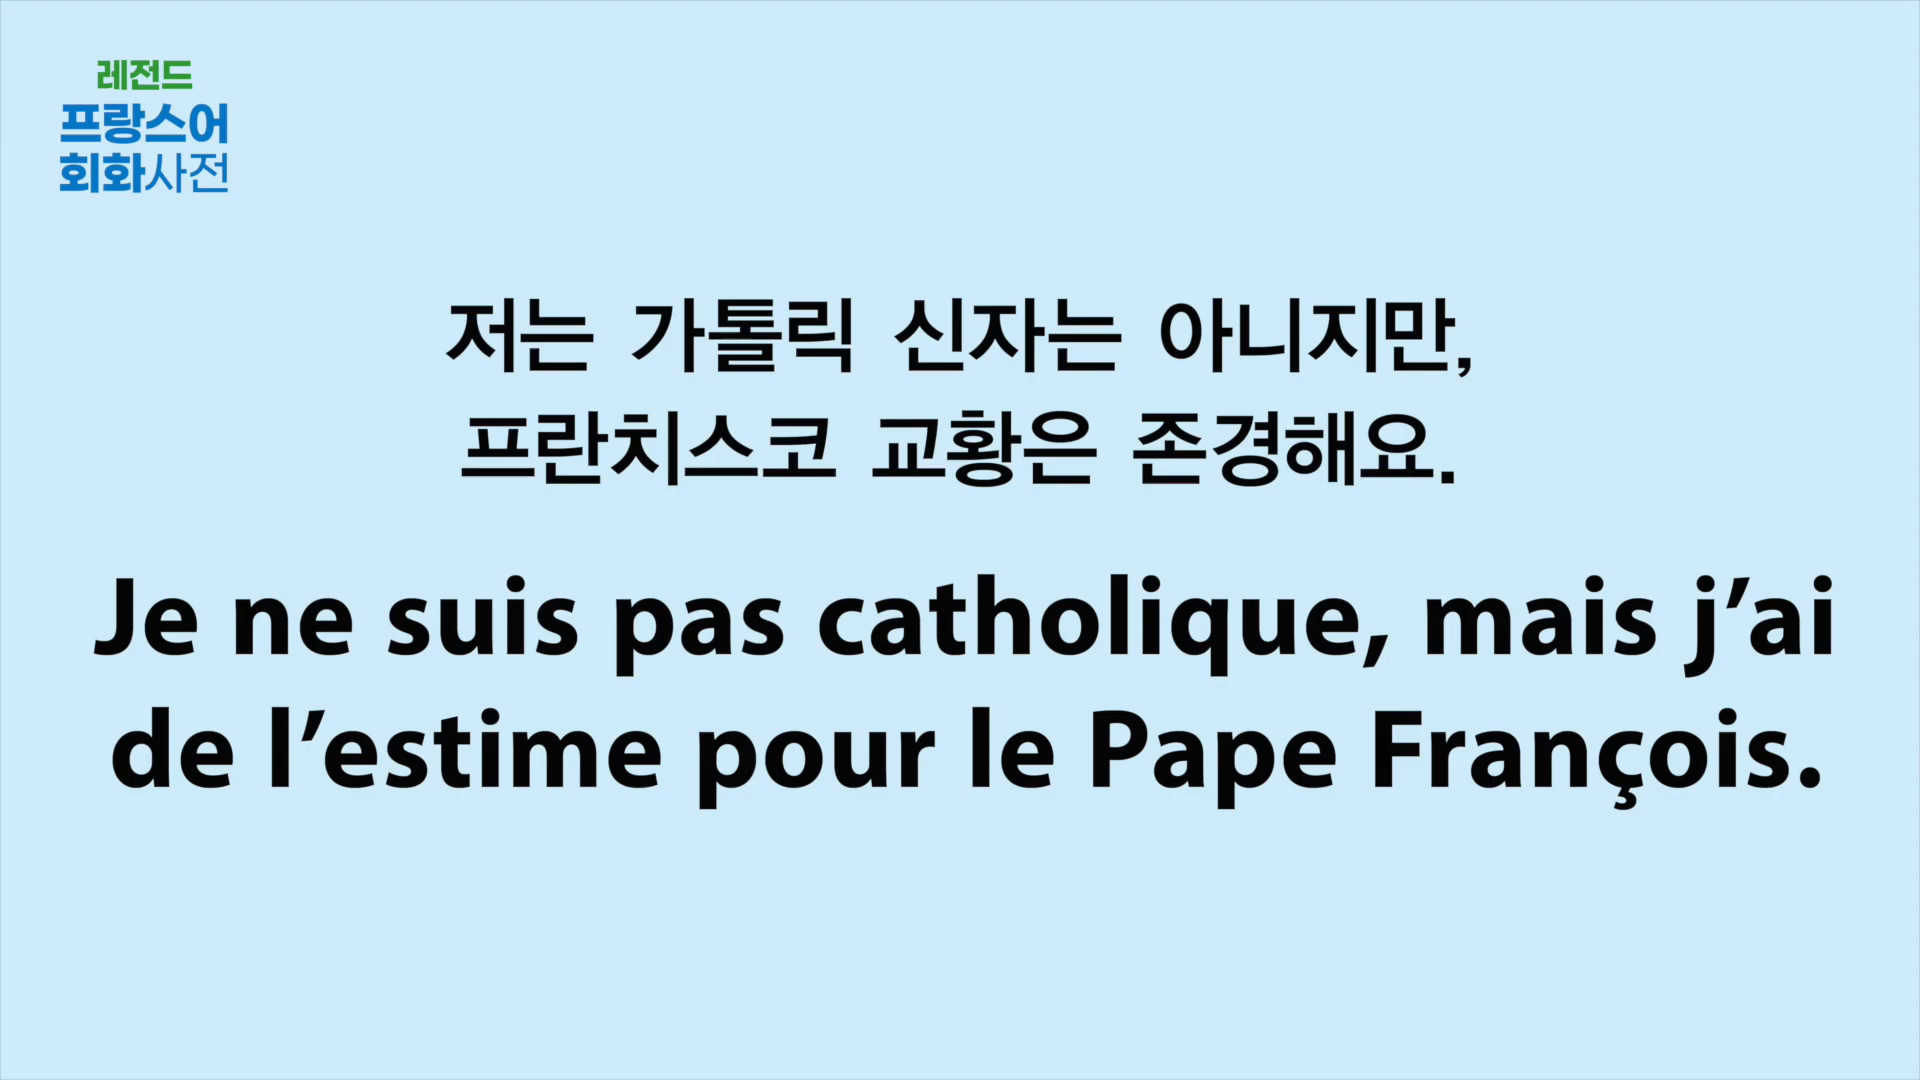 레전드
프랑스어
회화사전
저는 가톨릭 신자는 아니지만,
프란치스코 교황은 존경해요.
Je ne suis pas catholique, mais j’ai
de l’estime pour le Pape François.